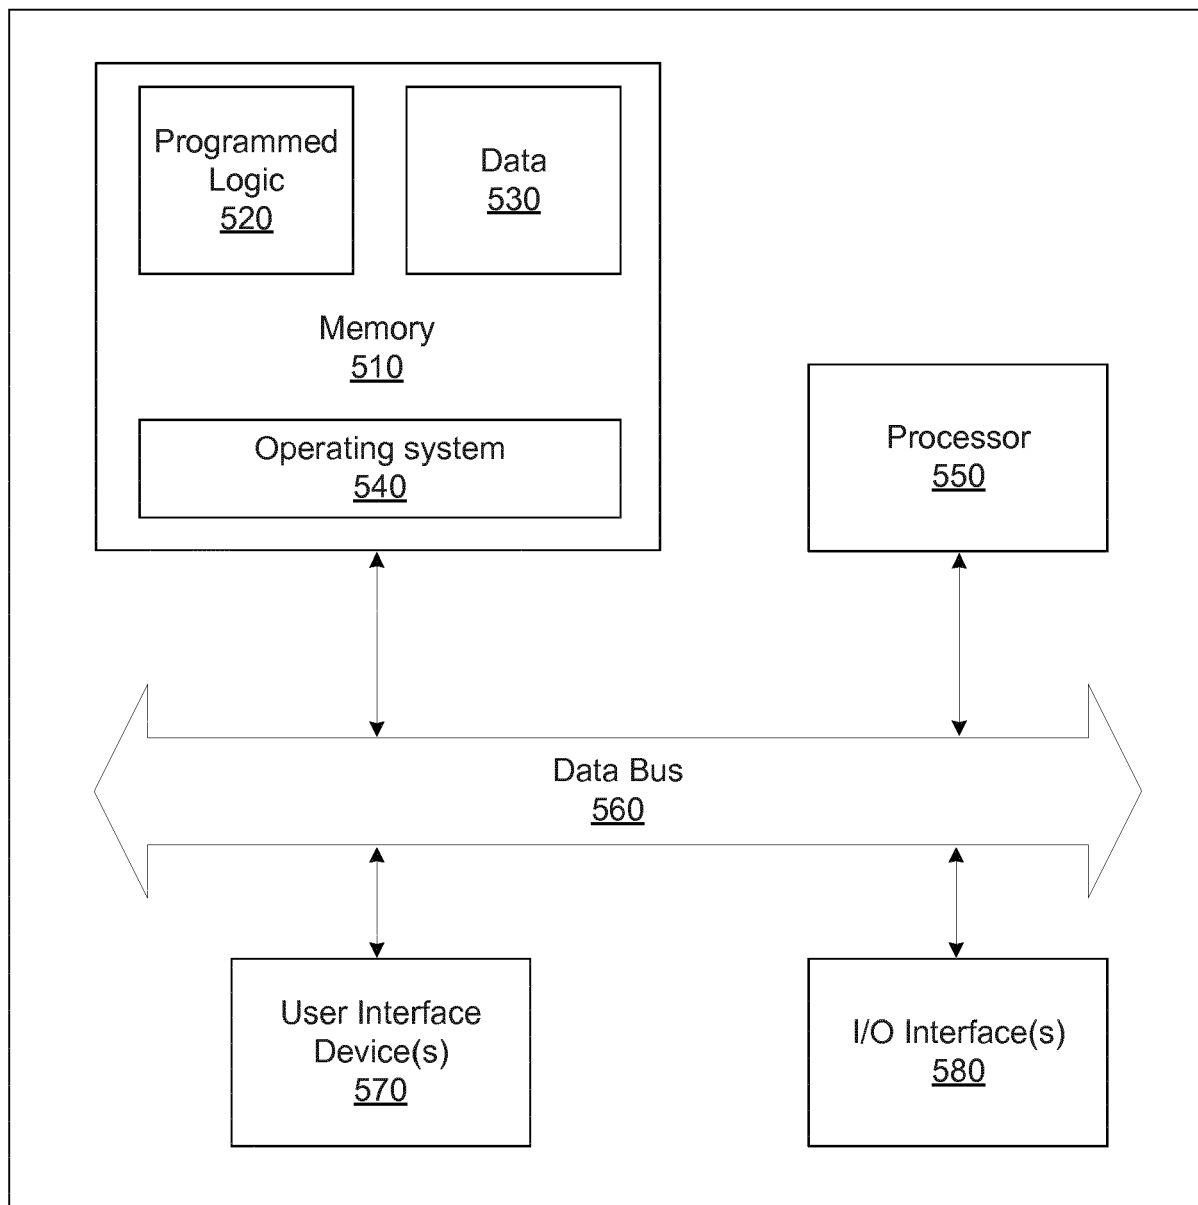 Programmed
Logic
520
Data
530
Memory
510
Operating system
540
Processor
550
Data Bus
560
User Interface
Device(s)
570
I/O Interface(s)
580